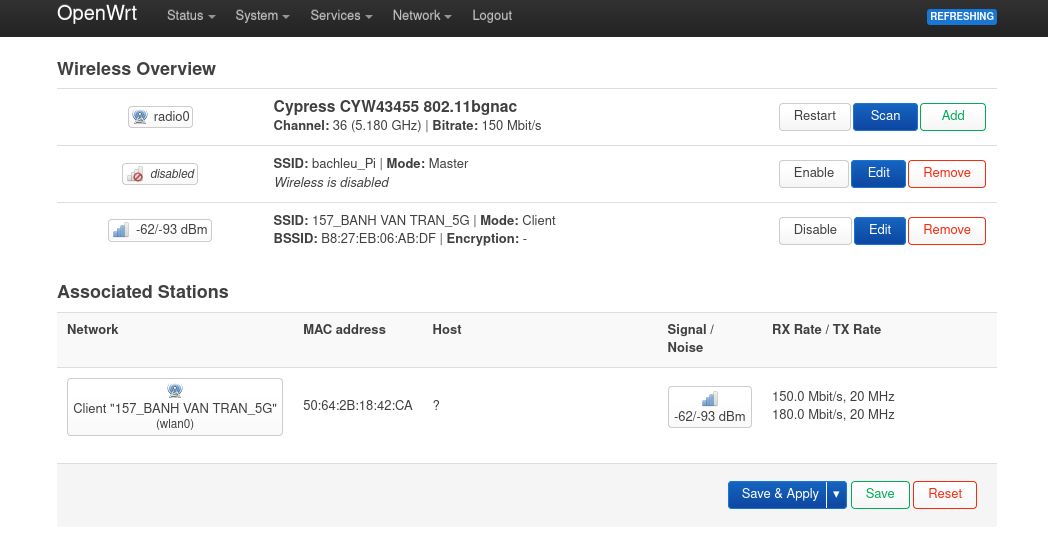 OpenWrt Status System Services Network Logout REFRESHING
Wireless Overview
radio0
Cypress CYW43455 802.11bgnac
Channel: 36 (5.180 GHz) | Bitrate: 150 Mbit/s
Restart Scan Add
disabled
SSID: bachleu_Pi | Mode: Master
Wireless is disabled
Enable Edit Remove
-62/-93 dBm
SSID: 157_BANH VAN TRAN_5G | Mode: Client
BSSID: B8:27:EB:06:AB:DF | Encryption: -
Disable Edit Remove
Associated Stations
Network MAC address Host Signal / Noise RX Rate / TX Rate
Client "157_BANH VAN TRAN_5G"
(wlan0)
50:64:2B:18:42:CA ?
-62/-93 dBm
150.0 Mbit/s, 20 MHz
180.0 Mbit/s, 20 MHz
Save & Apply Save Reset